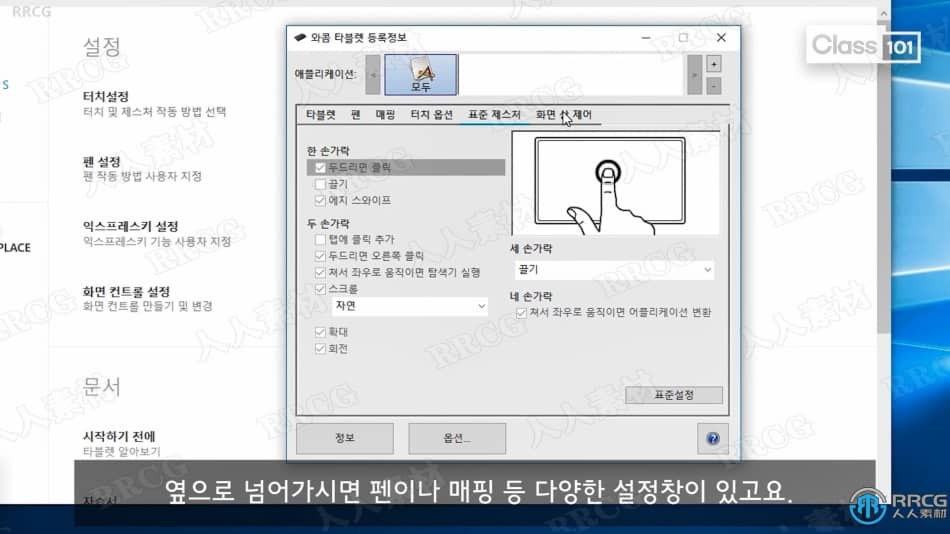 RRCG
설정
터치설정
터치 및 제스처 작동 방법 선택
펜 설정
펜 작동 방법 사용자 지정
익스프레스키 설정
익스프레스키 기능 사용자 지정
PLACE
화면 컨트롤 설정
화면 컨트롤 만들기 및 변경
문서
시작하기 전에
타블렛 알아보기
와콤 타블렛 등록정보
애플리케이션:
모두
타블렛 펜 매핑 터치 옵션 표준 제스처 화면 상 제어
한 손가락
두드리면 클릭
끌기
에지 스와이프
두 손가락
탭에 클릭 추가
두드리면 오른쪽 클릭
쳐서 좌우로 움직이면 탐색기 실행
스크롤
자연
확대
회전
세 손가락
끌기
네 손가락
쳐서 좌우로 움직이면 어플리케이션 변환
표준설정
정보
옵션...
?
Class 101
옆으로 넘어가시면 펜이나 매핑 등 다양한 설정창이 있고요.
RRCG
人人素材